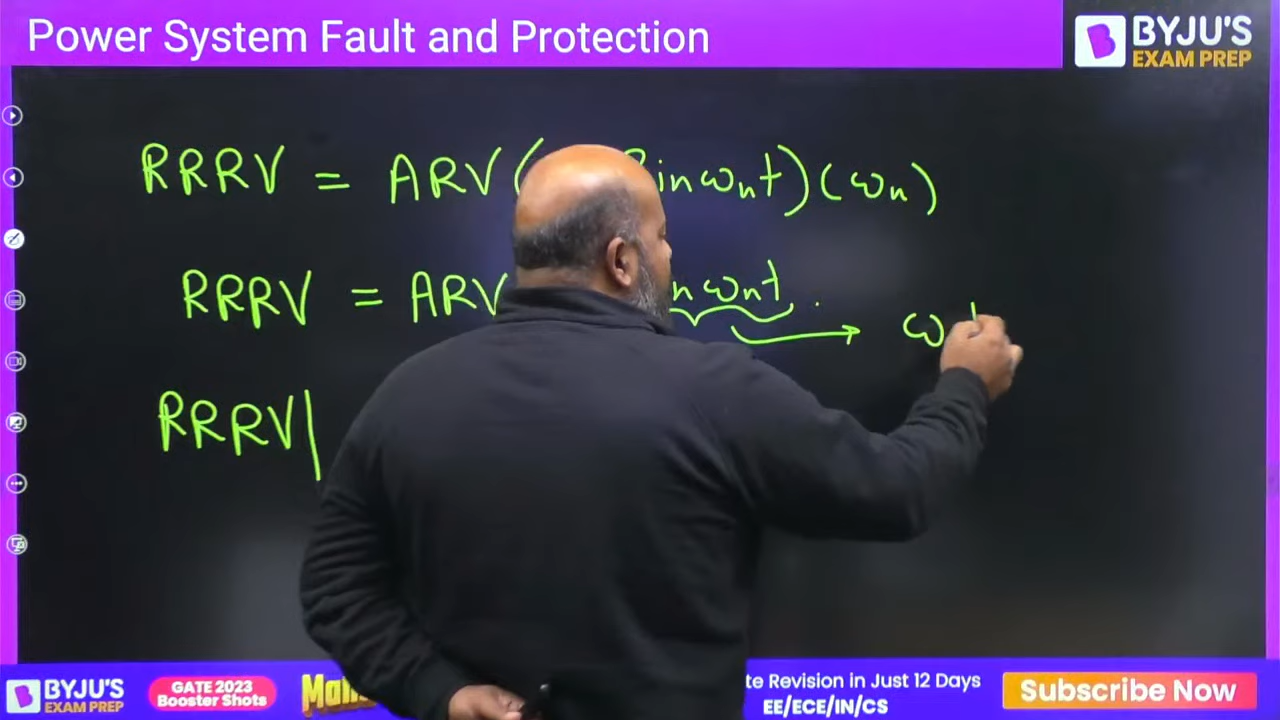 Power System Fault and Protection
BYJU'S
EXAM PREP
RRRV = ARV( inωnt)(ωn)
RRRV = ARV nωnt .
ω
RRRV|
BYJU'S
EXAM PREP
GATE 2023
Booster Shots
te Revision in Just 12 Days
EE/ECE/IN/CS
Subscribe Now